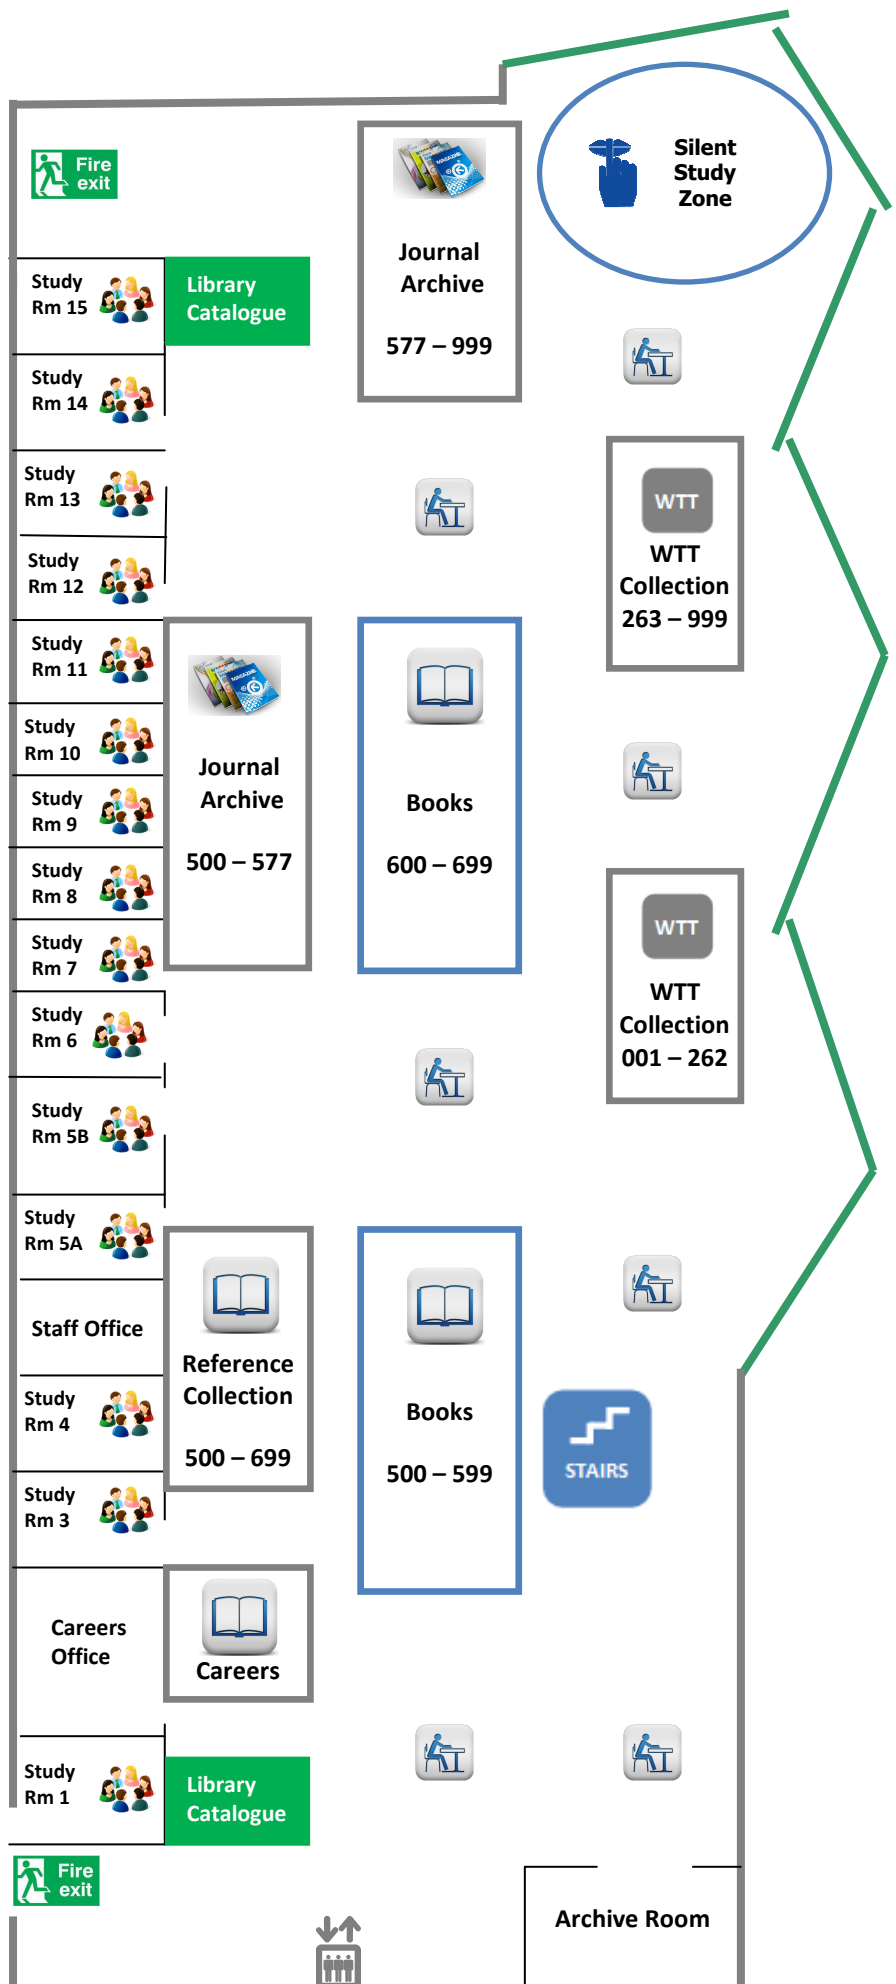 Fire
exit
Silent
Study
Zone
Journal
Archive
577 – 999
Study
Rm 15
Library
Catalogue
Study
Rm 14
Study
Rm 13
WTT
WTT
Collection
263 – 999
Study
Rm 12
Study
Rm 11
MAGAZINE
Journal
Archive
500 – 577
Books
600 – 699
Study
Rm 10
Study
Rm 9
Study
Rm 8
Study
Rm 7
WTT
WTT
Collection
001 – 262
Study
Rm 6
Study
Rm 5B
Study
Rm 5A
Staff Office
Reference
Collection
500 – 699
Books
500 – 599
STAIRS
Study
Rm 4
Study
Rm 3
Careers
Office
Careers
Study
Rm 1
Library
Catalogue
Fire
exit
Archive Room